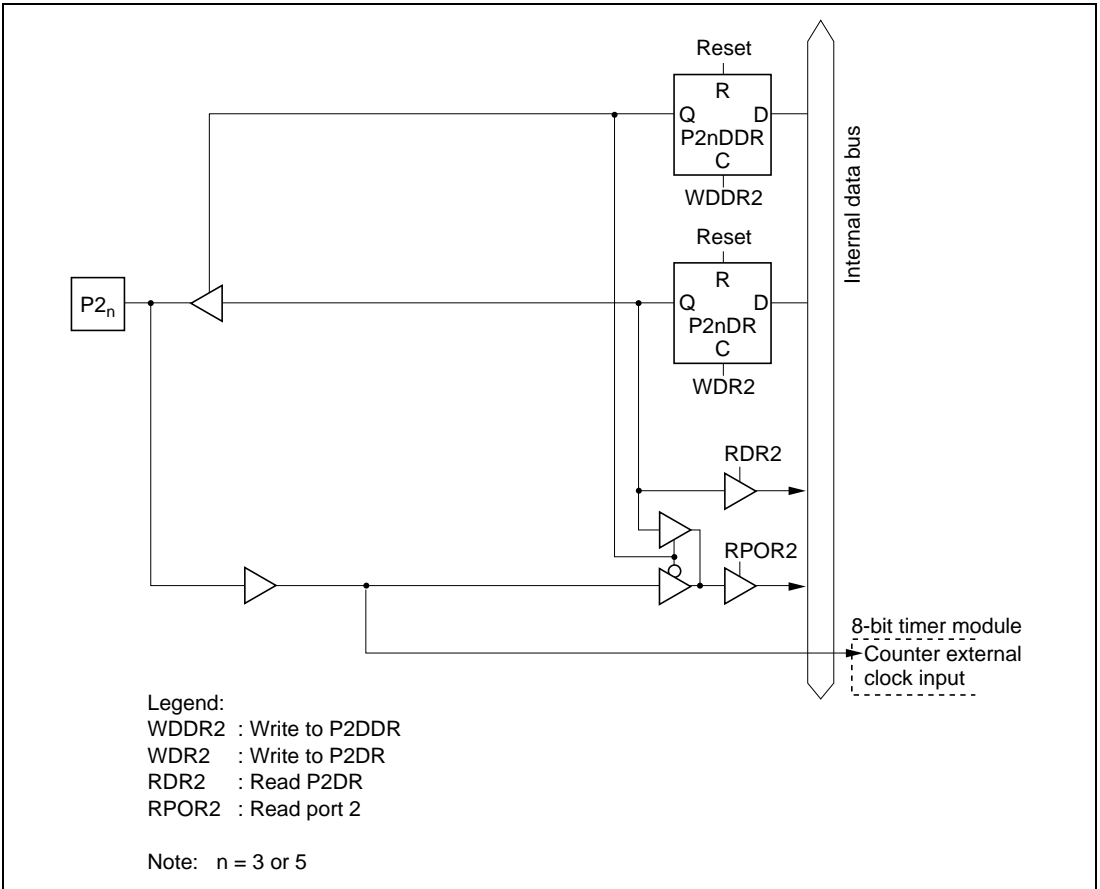 Reset
R
Q D
P2nDDR
C
WDDR2
Internal data bus
Reset
R
Q D
P2nDR
C
WDR2
P2n
RDR2
RPOR2
8-bit timer module
Counter external
clock input
Legend:
WDDR2 : Write to P2DDR
WDR2 : Write to P2DR
RDR2 : Read P2DR
RPOR2 : Read port 2
Note: n = 3 or 5